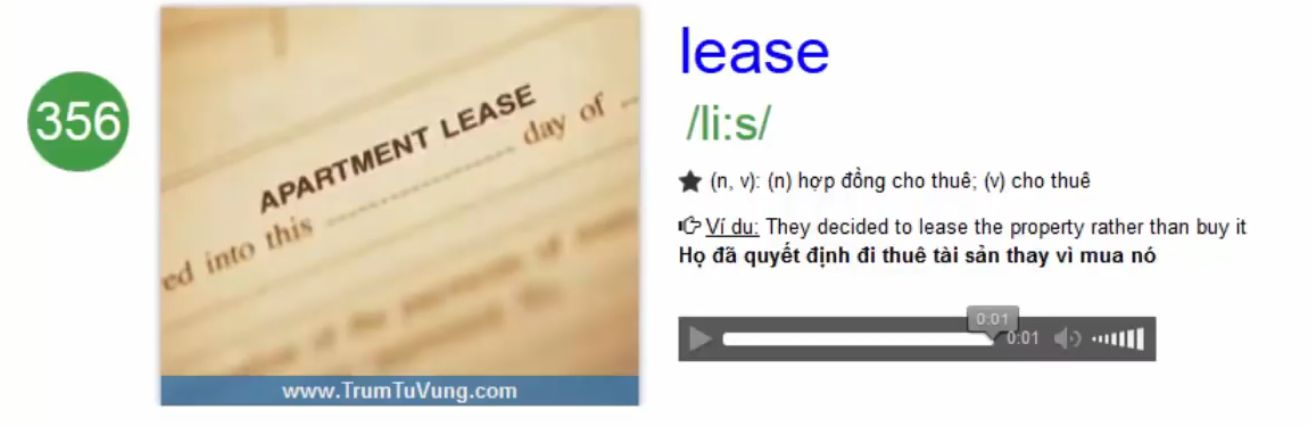 356
APARTMENT LEASE
ed into this day of
www.TrumTuVung.com
lease
/li:s/
★ (n, v): (n) hợp đồng cho thuê; (v) cho thuê
Ví du: They decided to lease the property rather than buy it
Họ đã quyết định đi thuê tài sản thay vì mua nó
0:01
0:01